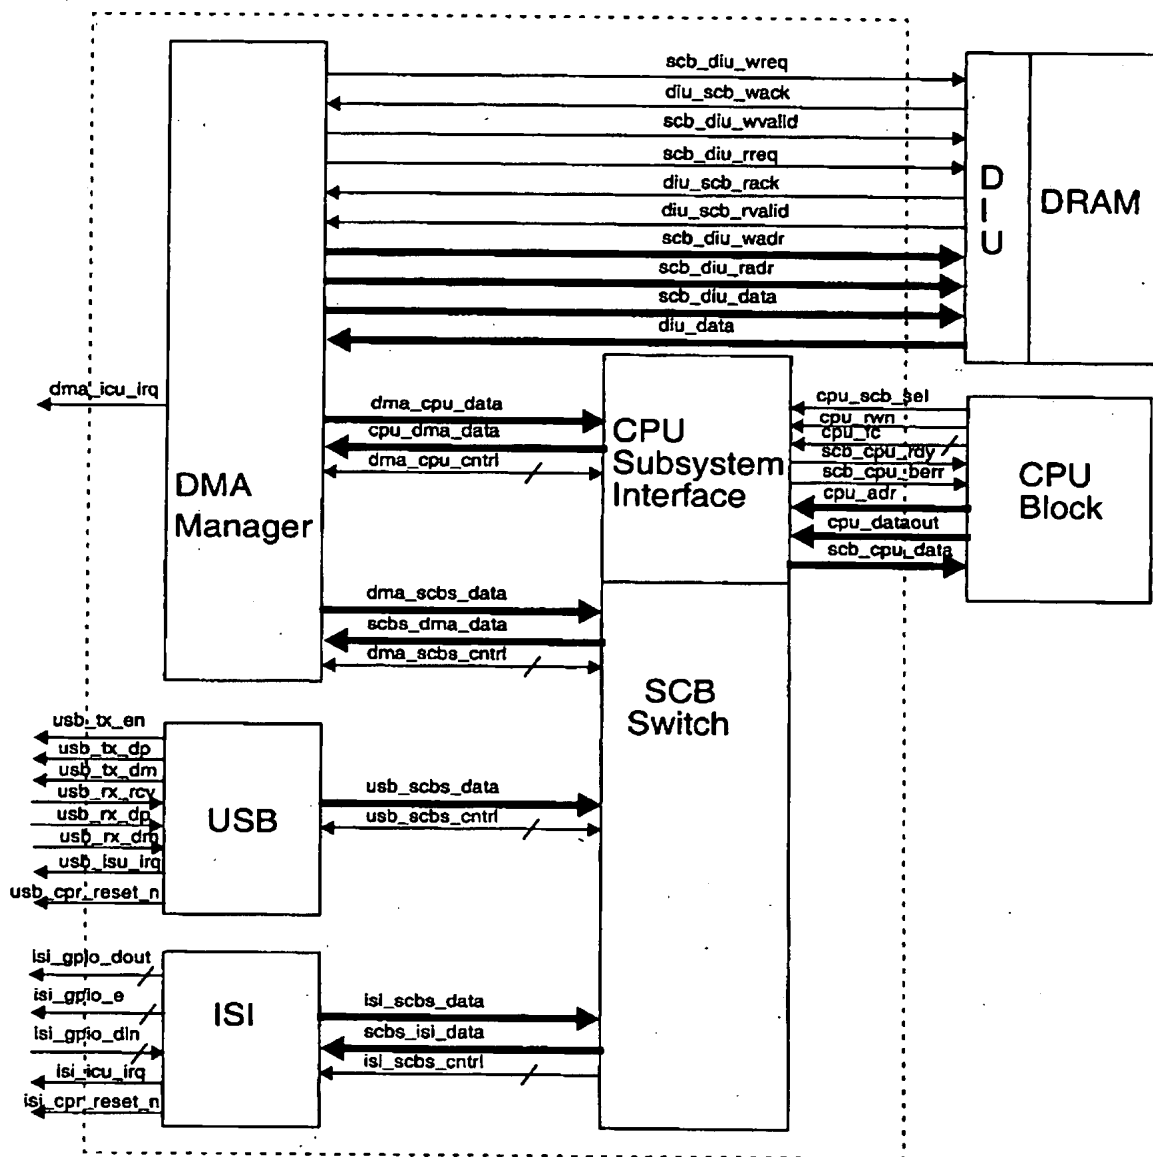 scb_diu_wreq
diu_scb_wack
scb_diu_wvalid
scb_diu_rreq
diu_scb_rack
diu_scb_rvalid
scb_diu_wadr
scb_diu_radr
scb_diu_data
diu_data
DIU
DRAM
dma_icu_irq
DMA
Manager
dma_cpu_data
cpu_dma_data
dma_cpu_cntrl
CPU
Subsystem
Interface
cpu_scb_sel
cpu_rwn
cpu_fc
scb_cpu_rdy
scb_cpu_berr
cpu_adr
cpu_dataout
scb_cpu_data
CPU
Block
dma_scbs_data
scbs_dma_data
dma_scbs_cntrl
SCB
Switch
usb_tx_en
usb_tx_dp
usb_tx_dm
usb_rx_rcv
usb_rx_dp
usb_rx_dm
usb_isu_irq
usb_cpr_reset_n
USB
usb_scbs_data
usb_scbs_cntrl
isi_gpio_dout
isi_gpio_e
isi_gpio_din
isi_icu_irq
isi_cpr_reset_n
ISI
isi_scbs_data
scbs_isi_data
isi_scbs_cntrl